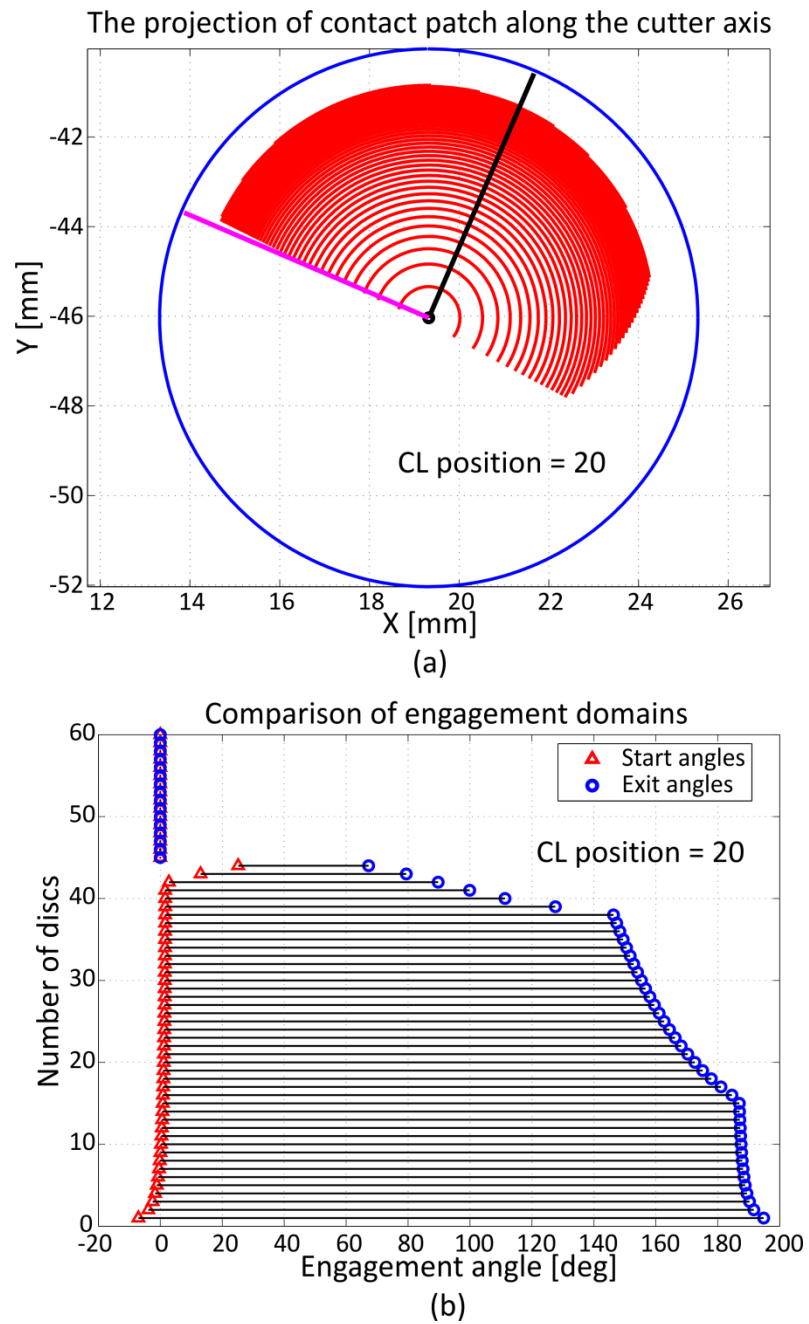 The projection of contact patch along the cutter axis
-42
-44
-46
-48
-50
-52
Y [mm]
CL position = 20
12 14 16 18 20 22 24 26
X [mm]
(a)
Comparison of engagement domains
60
50
40
30
20
10
0
Number of discs
Start angles
Exit angles
CL position = 20
-20 0 20 40 60 80 100 120 140 160 180 200
Engagement angle [deg]
(b)